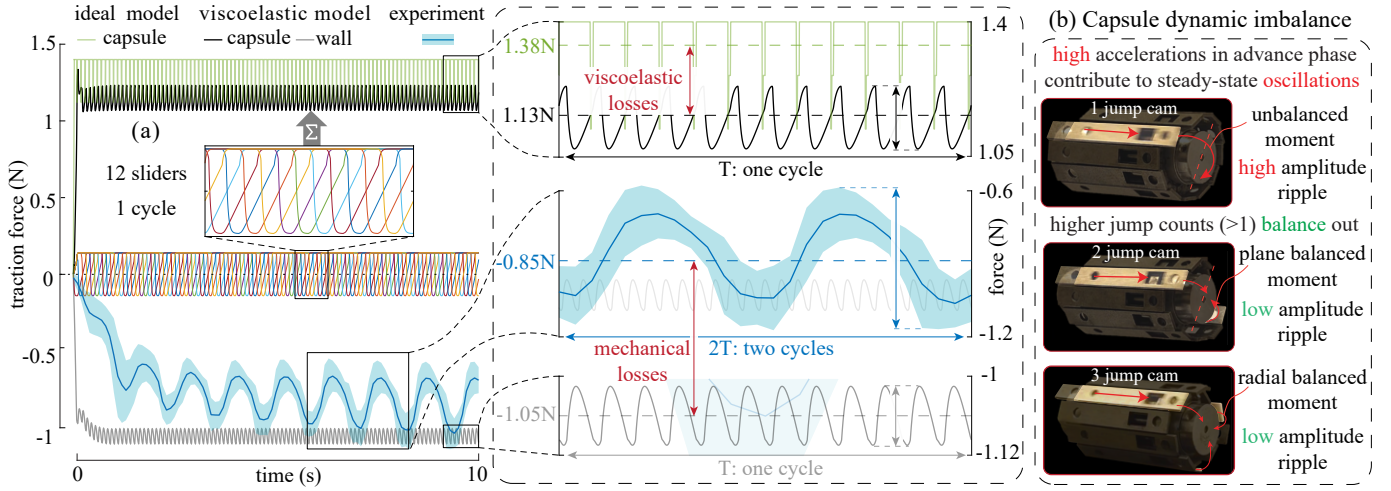 ideal model viscoelastic model experiment
capsule capsule wall
1.5
1
0.5
0
-0.5
-1
traction force (N)
(a)
Σ
12 sliders
1 cycle
0
time (s)
10
1.4
1.38N
viscoelastic
losses
1.13N
1.05
T: one cycle
-0.6
-0.85N
force (N)
-1.2
2T: two cycles
mechanical
losses
-1
-1.05N
-1.12
T: one cycle
(b) Capsule dynamic imbalance
high accelerations in advance phase
contribute to steady-state oscillations
1 jump cam
unbalanced
moment
high amplitude
ripple
higher jump counts (>1) balance out
2 jump cam
plane balanced
moment
low amplitude
ripple
3 jump cam
radial balanced
moment
low amplitude
ripple